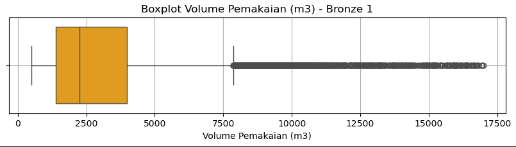 Boxplot Volume Pemakaian (m3) - Bronze 1
0 2500 5000 7500 10000 12500 15000 17500
Volume Pemakaian (m3)